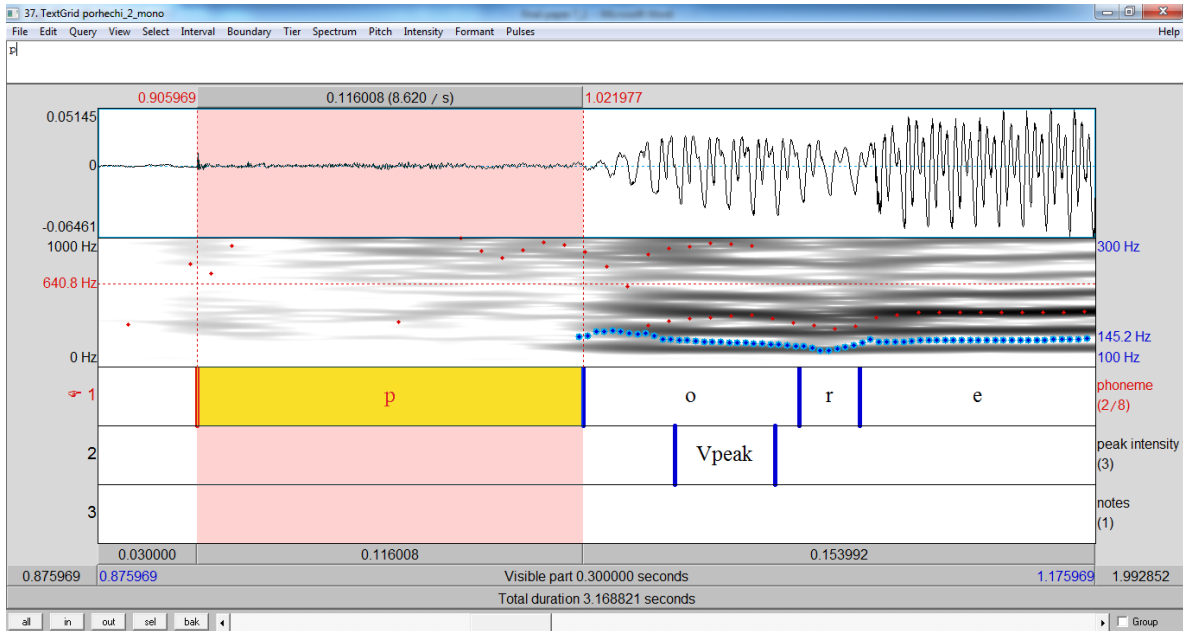 37. TextGrid porhechi_2_mono
File Edit Query View Select Interval Boundary Tier Spectrum Pitch Intensity Formant Pulses Help
p
0.905969 0.116008 (8.620 / s) 1.021977
0.05145
0
-0.06461
1000 Hz 300 Hz
640.8 Hz
145.2 Hz
0 Hz 100 Hz
☞ 1 p o r e phoneme
(2/8)
2 Vpeak peak intensity
(3)
3 notes
(1)
0.030000 0.116008 0.153992
0.875969 0.875969 Visible part 0.300000 seconds 1.175969 1.992852
Total duration 3.168821 seconds
all in out sel bak Group